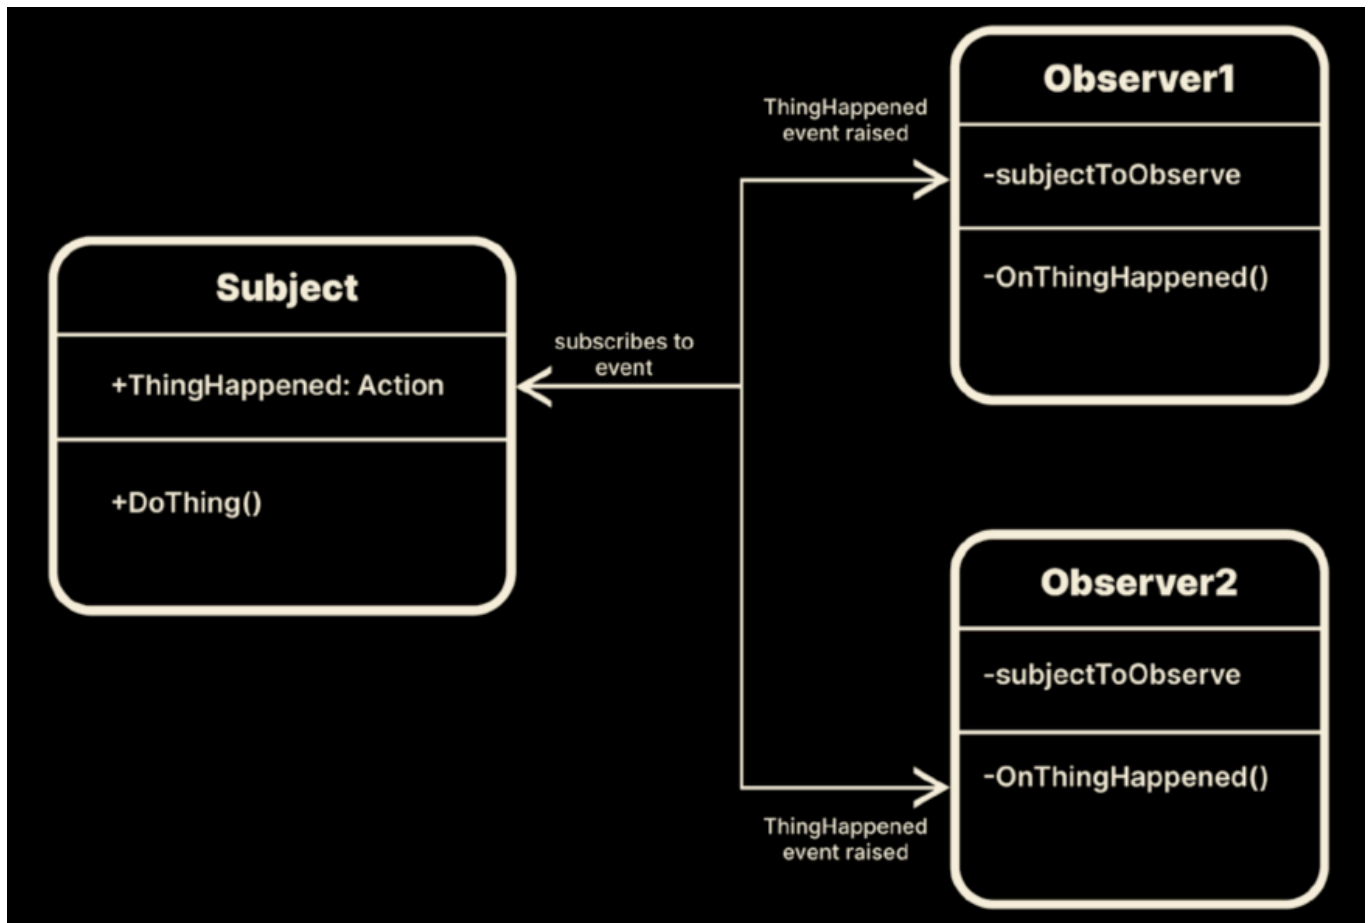 Subject
+ThingHappened: Action
+DoThing()
subscribes to
event
ThingHappened
event raised
Observer1
-subjectToObserve
-OnThingHappened()
Observer2
-subjectToObserve
-OnThingHappened()
ThingHappened
event raised